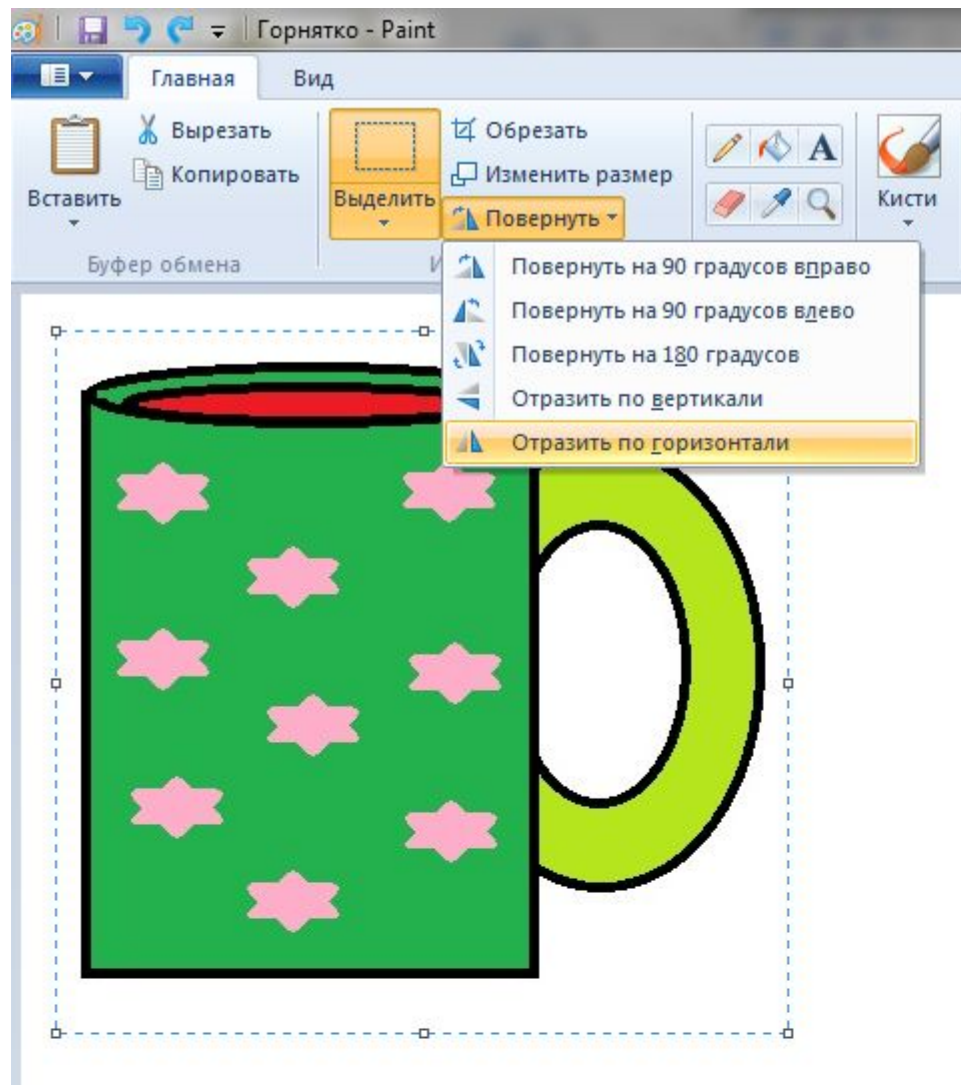 Горнятко - Paint
Главная Вид
Вставить
Вырезать
Копировать
Буфер обмена
Выделить
Обрезать
Изменить размер
Повернуть
И
A
Кисти
Повернуть на 90 градусов вправо
Повернуть на 90 градусов влево
Повернуть на 180 градусов
Отразить по вертикали
Отразить по горизонтали